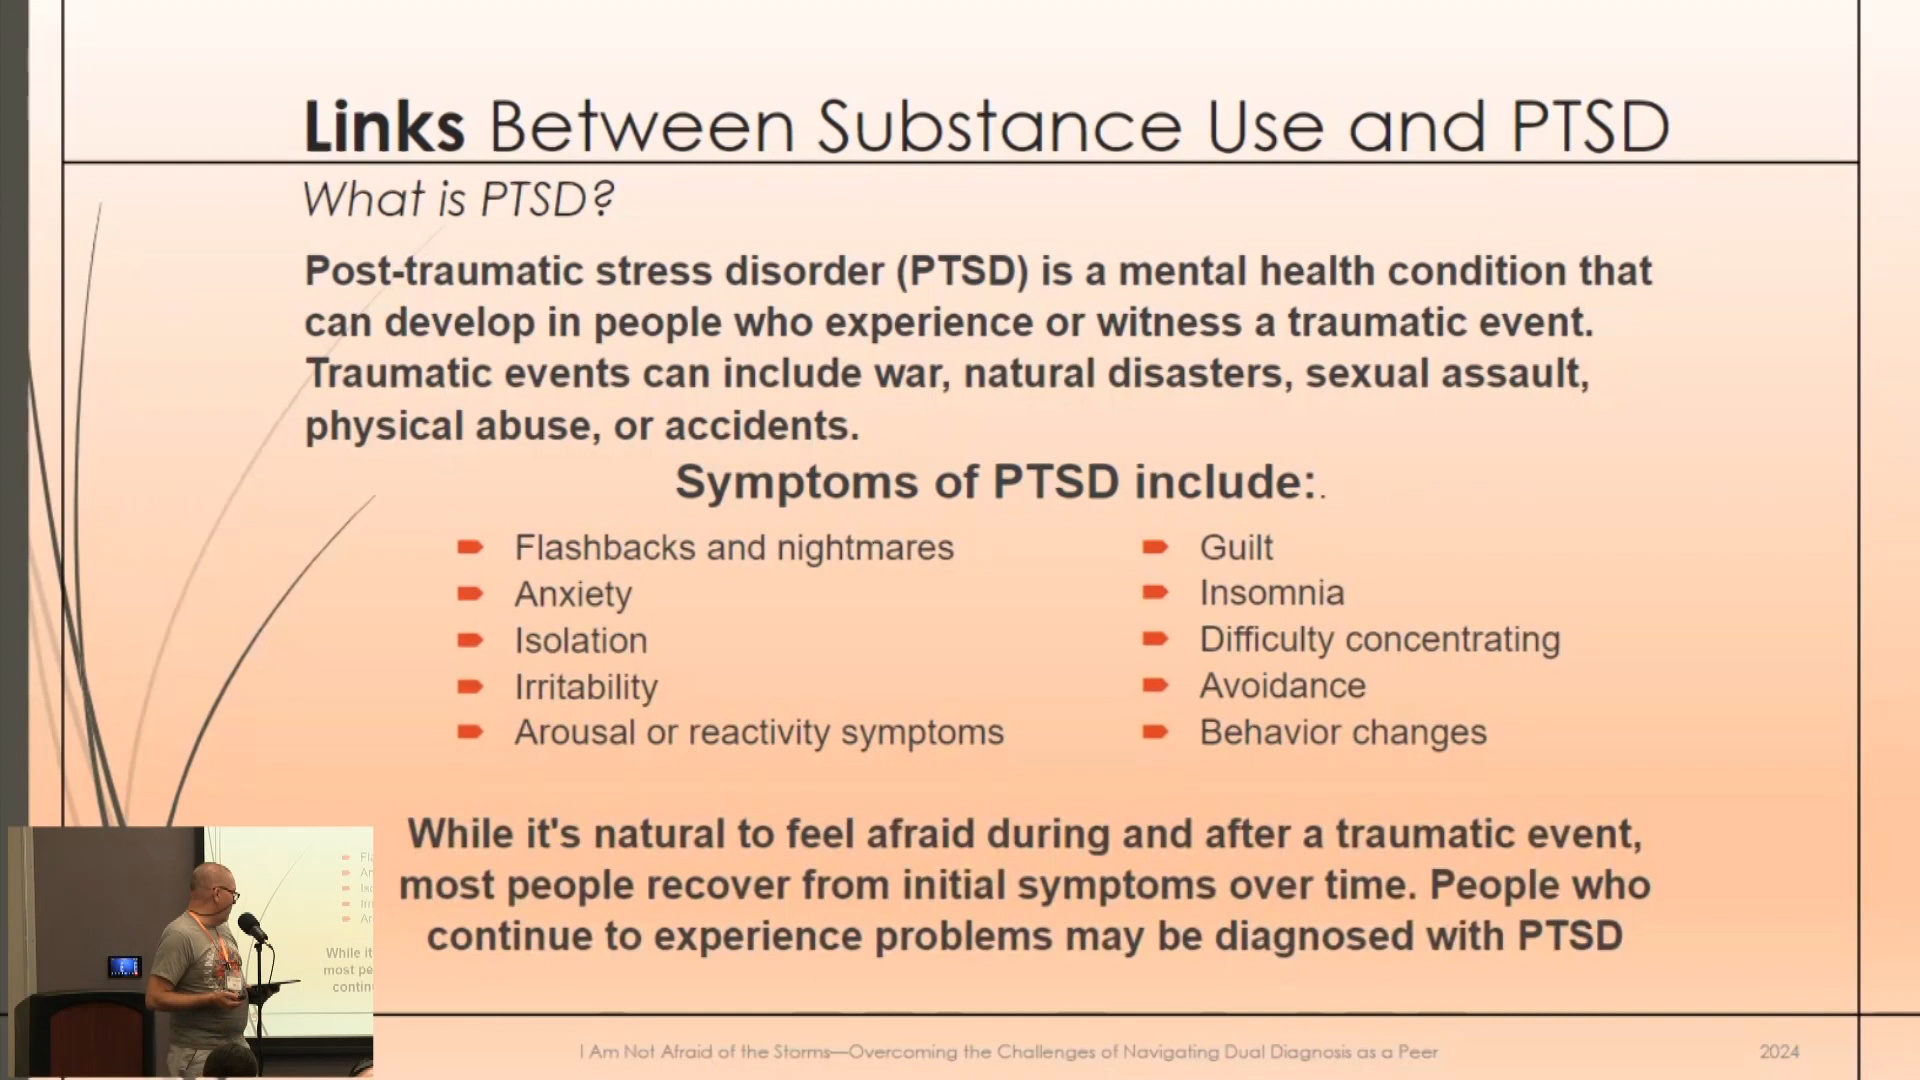 Links Between Substance Use and PTSD
What is PTSD?
Post-traumatic stress disorder (PTSD) is a mental health condition that
can develop in people who experience or witness a traumatic event.
Traumatic events can include war, natural disasters, sexual assault,
physical abuse, or accidents.
Symptoms of PTSD include:.
Flashbacks and nightmares
Anxiety
Isolation
Irritability
Arousal or reactivity symptoms
Guilt
Insomnia
Difficulty concentrating
Avoidance
Behavior changes
While it's natural to feel afraid during and after a traumatic event,
most people recover from initial symptoms over time. People who
continue to experience problems may be diagnosed with PTSD
While it
most pe
contin
I Am Not Afraid of the Storms—Overcoming the Challenges of Navigating Dual Diagnosis as a Peer
2024